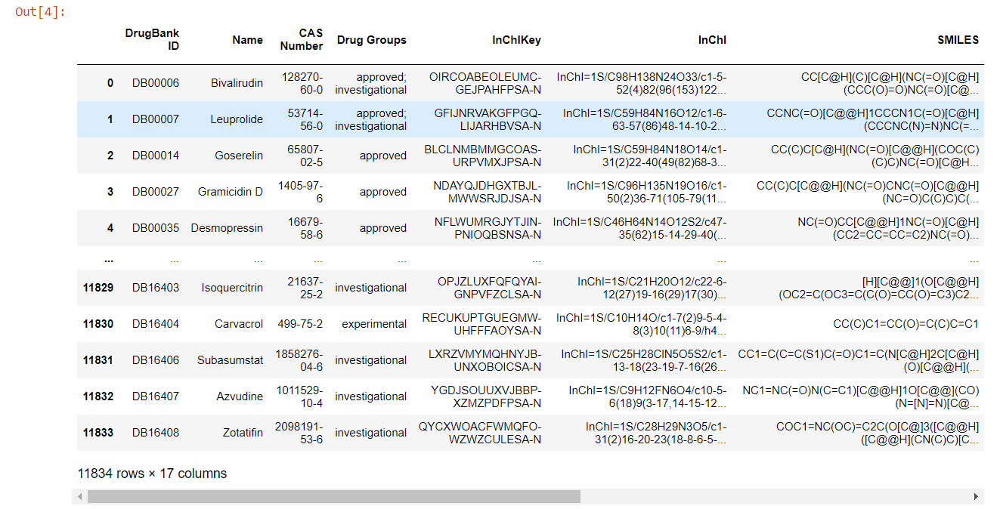 Out[4]:
DrugBank ID Name CAS Number Drug Groups InChIKey InChI SMILES
0 DB00006 Bivalirudin 128270-60-0 approved; investigational OIRCOABEOLEUMC-GEJPAHFPSA-N InChI=1S/C98H138N24O33/c1-5-52(4)82(96(153)122... CC[C@H](C)[C@H](NC(=O)[C@H](CCC(O)=O)NC(=O)[C@...
1 DB00007 Leuprolide 53714-56-0 approved; investigational GFIJNRVAKGFPGQ-LIJARHBVSA-N InChI=1S/C59H84N16O12/c1-6-63-57(86)48-14-10-2... CCNC(=O)[C@@H]1CCCN1C(=O)[C@H](CCCNC(N)=N)NC(=...
2 DB00014 Goserelin 65807-02-5 approved BLCLNMBMMGCOAS-URPVMXJPSA-N InChI=1S/C59H84N18O14/c1-31(2)22-40(49(82)68-3... CC(C)C[C@H](NC(=O)[C@@H](COC(C)(C)C)NC(=O)[C@H...
3 DB00027 Gramicidin D 1405-97-6 approved NDAYQJDHGXTBJL-MWWSRJDJSA-N InChI=1S/C96H135N19O16/c1-50(2)36-71(105-79(11... CC(C)C[C@@H](NC(=O)CNC(=O)[C@@H](NC=O)C(C)C)C(...
4 DB00035 Desmopressin 16679-58-6 approved NFLWUMRGJYTJIN-PNIOQBSNSA-N InChI=1S/C46H64N14O12S2/c47-35(62)15-14-29-40(... NC(=O)CC[C@@H]1NC(=O)[C@H](CC2=CC=CC=C2)NC(=O)...
... ... ... ... ... ... ... ...
11829 DB16403 Isoquercitrin 21637-25-2 investigational OPJZLUXFQFQYAI-GNPVFZCLSA-N InChI=1S/C21H20O12/c22-6-12(27)19-16(29)17(30)... [H][C@@]1(O[C@@H](OC2=C(OC3=C(C(O)=CC(O)=C3)C2...
11830 DB16404 Carvacrol 499-75-2 experimental RECUKUPTGUEGMW-UHFFFAOYSA-N InChI=1S/C10H14O/c1-7(2)9-5-4-8(3)10(11)6-9/h4... CC(C)C1=CC(O)=C(C)C=C1
11831 DB16406 Subasumstat 1858276-04-6 investigational LXRZVMYMQHNYJB-UNXOBOICSA-N InChI=1S/C25H28ClN5O5S2/c1-13-18(23-19-7-16(26... CC1=C(C=C(S1)C(=O)C1=C(N[C@H]2C[C@H](O)[C@@H](...
11832 DB16407 Azvudine 1011529-10-4 investigational YGDJSOUUXVJBBP-XZMZPDFPSA-N InChI=1S/C9H12FN6O4/c10-5-6(18)9(3-17,14-15-12... NC1=NC(=O)N(C=C1)[C@@H]1O[C@@](CO)(N=[N]=N)[C@...
11833 DB16408 Zotatifin 2098191-53-6 investigational QYCXWOACFWMQFO-WZWZCULESA-N InChI=1S/C28H29N3O5/c1-31(2)16-20-23(18-8-6-5-... COC1=NC(OC)=C2C(O[C@]3([C@@H]([C@@H](CN(C)C)[C...
11834 rows × 17 columns